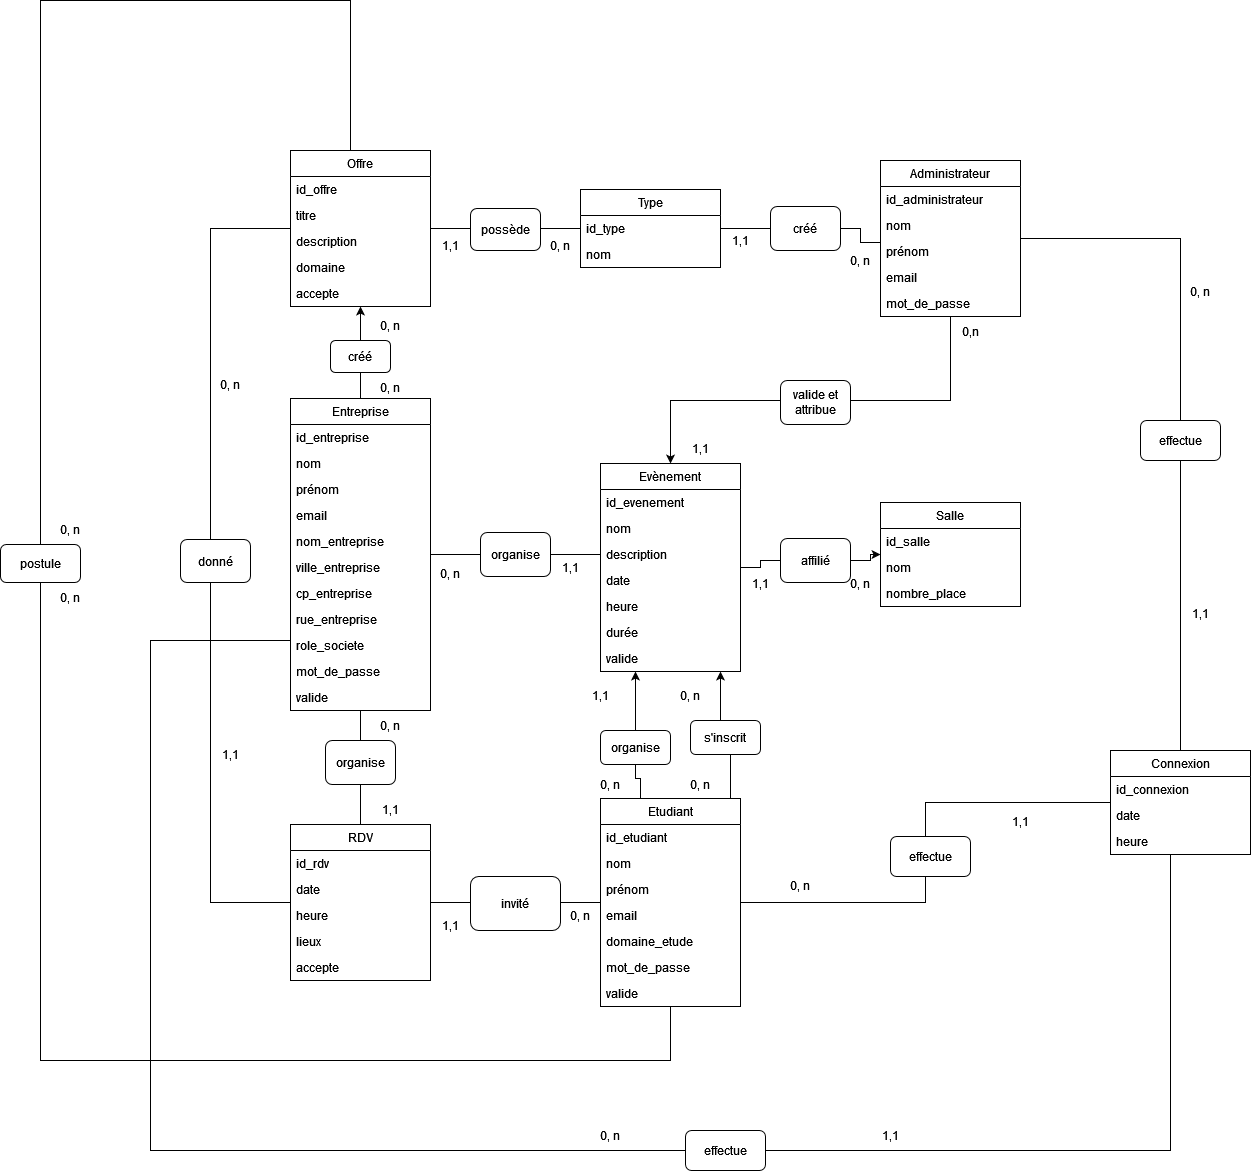 Offre
id_offre
titre
description
domaine
accepte
possède
1,1
0, n
Type
id_type
nom
créé
1,1
0, n
Administrateur
id_administrateur
nom
prénom
email
mot_de_passe
0, n
0,n
0, n
créé
0, n
0, n
valide et
attribue
1,1
effectue
1,1
Entreprise
id_entreprise
nom
prénom
email
nom_entreprise
ville_entreprise
cp_entreprise
rue_entreprise
role_societe
mot_de_passe
valide
organise
0, n
1,1
Evènement
id_evenement
nom
description
date
heure
durée
valide
affilié
1,1
0, n
Salle
id_salle
nom
nombre_place
0, n
postule
0, n
donné
1,1
0, n
organise
1,1
1,1
organise
0, n
0, n
s'inscrit
0, n
Connexion
id_connexion
date
heure
RDV
id_rdv
date
heure
lieux
accepte
invité
1,1
0, n
Etudiant
id_etudiant
nom
prénom
email
domaine_etude
mot_de_passe
valide
0, n
effectue
1,1
0, n
effectue
1,1